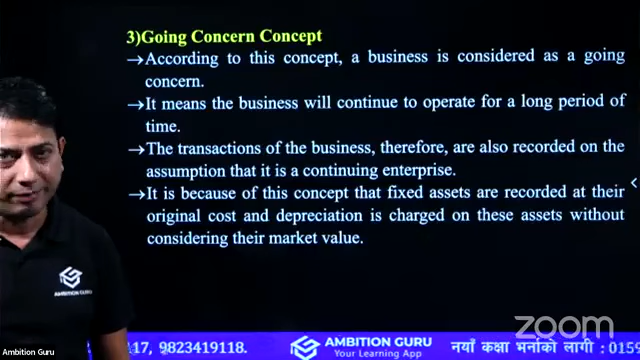 3)Going Concern Concept
→According to this concept, a business is considered as a going
concern.
→It means the business will continue to operate for a long period of
time.
→The transactions of the business, therefore, are also recorded on the
assumption that it is a continuing enterprise.
→It is because of this concept that fixed assets are recorded at their
original cost and depreciation is charged on these assets without
considering their market value.
AMBITION GURU
zoom
Ambition Guru
117, 9823419118.
AMBITION GURU
Your Learning App
नयाँ कक्षा भर्नाको लागी :0159